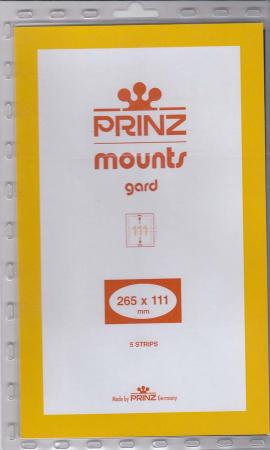 PRINZ
mounts
gard
111
265 x 111
mm
5 STRIPS
Made by PRINZ Germany